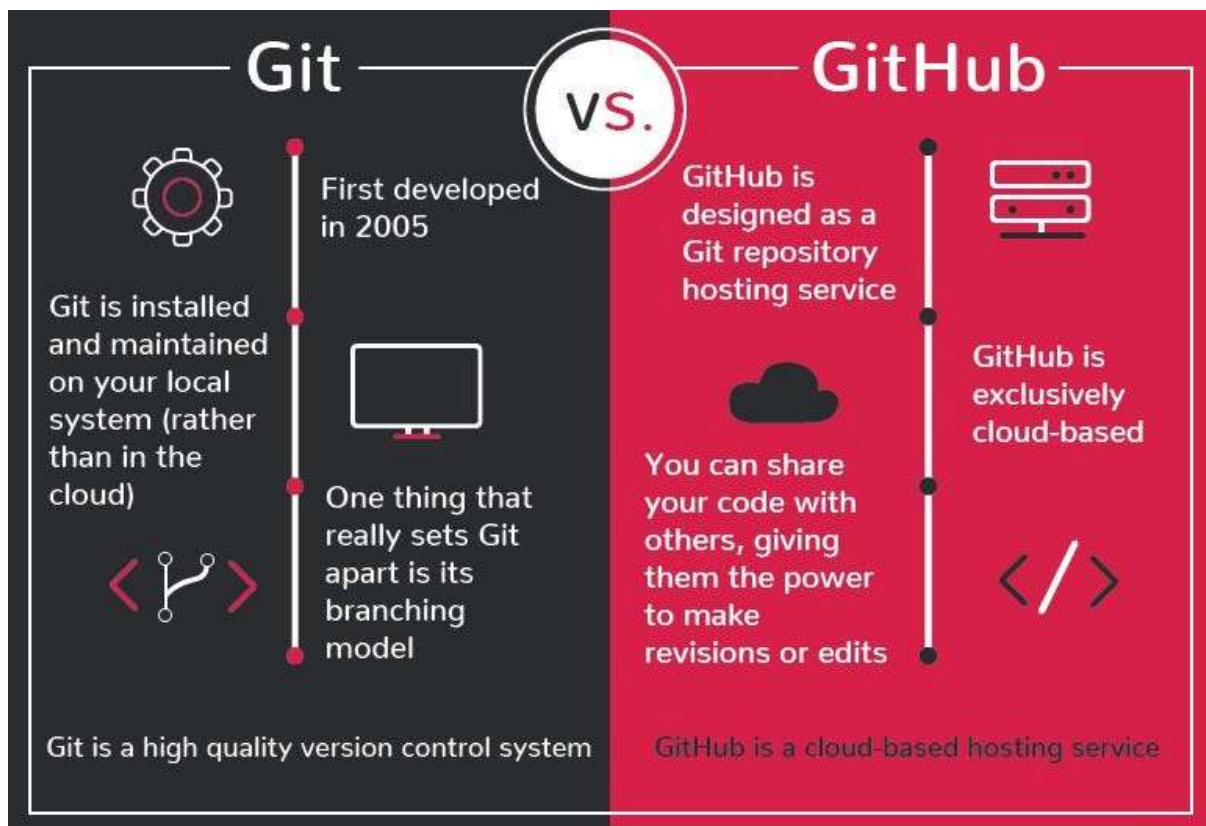 Git
vs.
GitHub
First developed
in 2005
Git is installed
and maintained
on your local
system (rather
than in the
cloud)
One thing that
really sets Git
apart is its
branching
model
Git is a high quality version control system
GitHub is
designed as a
Git repository
hosting service
GitHub is
exclusively
cloud-based
You can share
your code with
others, giving
them the power
to make
revisions or edits
GitHub is a cloud-based hosting service